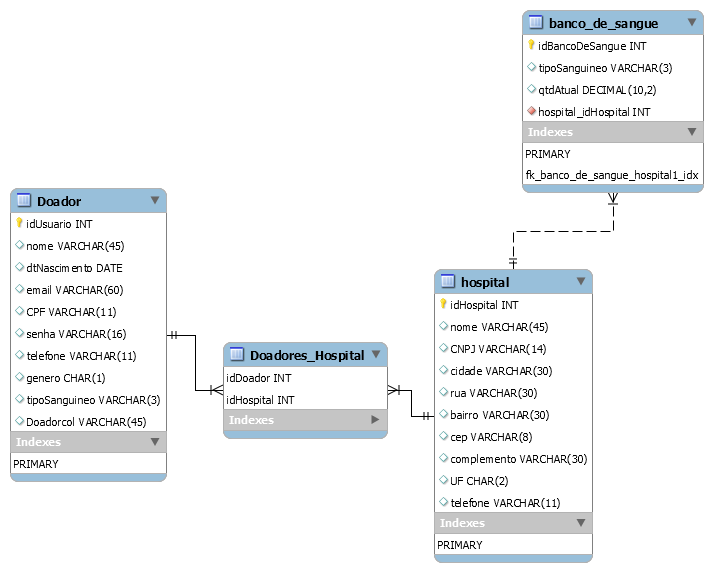 banco_de_sangue
idBancoDeSangue INT
tipoSanguineo VARCHAR(3)
qtdAtual DECIMAL(10,2)
hospital_idHospital INT
Indexes
PRIMARY
fk_banco_de_sangue_hospital1_idx
Doador
idUsuario INT
nome VARCHAR(45)
dtNascimento DATE
email VARCHAR(60)
CPF VARCHAR(11)
senha VARCHAR(16)
telefone VARCHAR(11)
genero CHAR(1)
tipoSanguineo VARCHAR(3)
Doadorcol VARCHAR(45)
Indexes
PRIMARY
Doadores_Hospital
idDoador INT
idHospital INT
Indexes
hospital
idHospital INT
nome VARCHAR(45)
CNPJ VARCHAR(14)
cidade VARCHAR(30)
rua VARCHAR(30)
bairro VARCHAR(30)
cep VARCHAR(8)
complemento VARCHAR(30)
UF CHAR(2)
telefone VARCHAR(11)
Indexes
PRIMARY